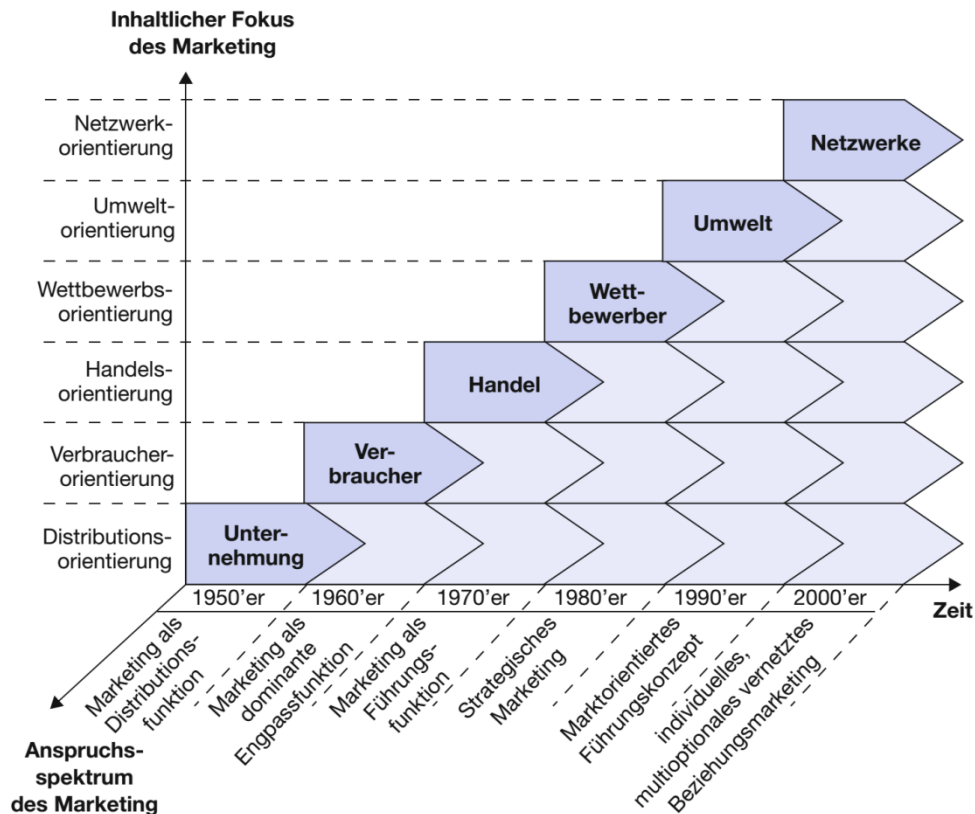 Inhaltlicher Fokus
des Marketing
Netzwerk-
orientierung
Netzwerke
Umwelt-
orientierung
Umwelt
Wettbewerbs-
orientierung
Wett-
bewerber
Handels-
orientierung
Handel
Verbraucher-
orientierung
Ver-
braucher
Distributions-
orientierung
Unter-
nehmung
1950'er
1960'er
1970'er
1980'er
1990'er
2000'er
Zeit
Marketing als
Distributions-
funktion
Marketing als
dominante
Engpassfunktion
Marketing als
Führungs-
funktion
Strategisches
Marketing
Marktorientiertes
Führungskonzept
individuelles,
multioptionales vernetztes
Beziehungsmarketing
Anspruchs-
spektrum
des Marketing